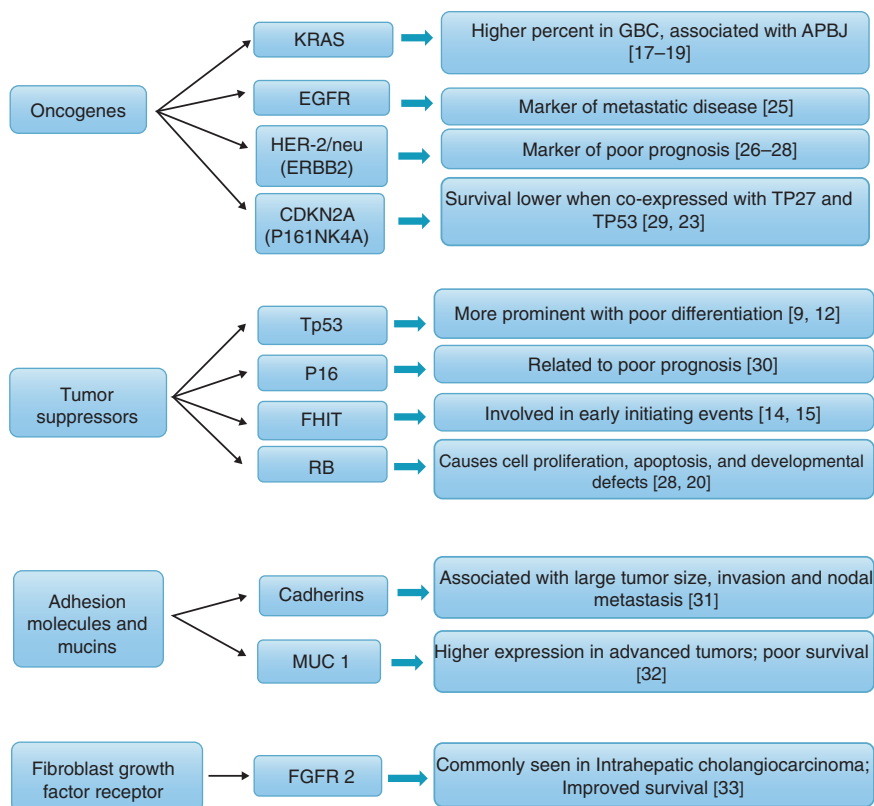 Oncogenes
KRAS
Higher percent in GBC, associated with APBJ
[17–19]
EGFR
Marker of metastatic disease [25]
HER-2/neu
(ERBB2)
Marker of poor prognosis [26–28]
CDKN2A
(P161NK4A)
Survival lower when co-expressed with TP27 and
TP53 [29, 23]
Tumor
suppressors
Tp53
More prominent with poor differentiation [9, 12]
P16
Related to poor prognosis [30]
FHIT
Involved in early initiating events [14, 15]
RB
Causes cell proliferation, apoptosis, and developmental
defects [28, 20]
Adhesion
molecules and
mucins
Cadherins
Associated with large tumor size, invasion and nodal
metastasis [31]
MUC 1
Higher expression in advanced tumors; poor survival
[32]
Fibroblast growth
factor receptor
FGFR 2
Commonly seen in Intrahepatic cholangiocarcinoma;
Improved survival [33]